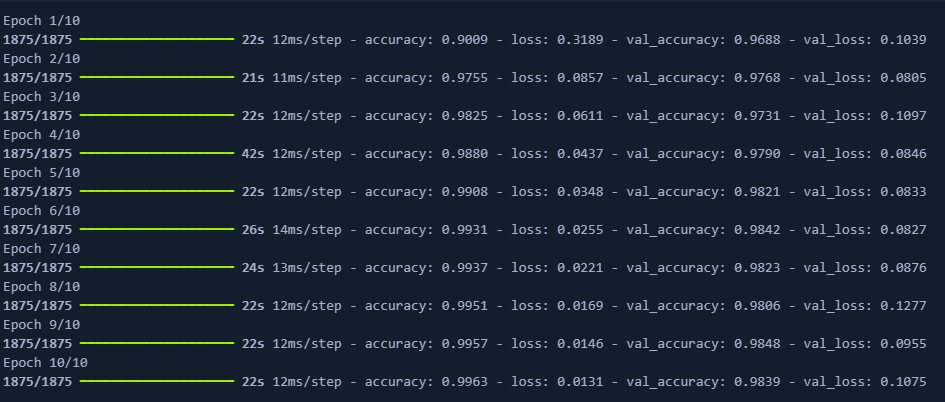 Epoch 1/10
1875/1875 ━━━━━━━━━━━━━━━━━━━━ 22s 12ms/step - accuracy: 0.9009 - loss: 0.3189 - val_accuracy: 0.9688 - val_loss: 0.1039
Epoch 2/10
1875/1875 ━━━━━━━━━━━━━━━━━━━━ 21s 11ms/step - accuracy: 0.9755 - loss: 0.0857 - val_accuracy: 0.9768 - val_loss: 0.0805
Epoch 3/10
1875/1875 ━━━━━━━━━━━━━━━━━━━━ 22s 12ms/step - accuracy: 0.9825 - loss: 0.0611 - val_accuracy: 0.9731 - val_loss: 0.1097
Epoch 4/10
1875/1875 ━━━━━━━━━━━━━━━━━━━━ 42s 12ms/step - accuracy: 0.9880 - loss: 0.0437 - val_accuracy: 0.9790 - val_loss: 0.0846
Epoch 5/10
1875/1875 ━━━━━━━━━━━━━━━━━━━━ 22s 12ms/step - accuracy: 0.9908 - loss: 0.0348 - val_accuracy: 0.9821 - val_loss: 0.0833
Epoch 6/10
1875/1875 ━━━━━━━━━━━━━━━━━━━━ 26s 14ms/step - accuracy: 0.9931 - loss: 0.0255 - val_accuracy: 0.9842 - val_loss: 0.0827
Epoch 7/10
1875/1875 ━━━━━━━━━━━━━━━━━━━━ 24s 13ms/step - accuracy: 0.9937 - loss: 0.0221 - val_accuracy: 0.9823 - val_loss: 0.0876
Epoch 8/10
1875/1875 ━━━━━━━━━━━━━━━━━━━━ 22s 12ms/step - accuracy: 0.9951 - loss: 0.0169 - val_accuracy: 0.9806 - val_loss: 0.1277
Epoch 9/10
1875/1875 ━━━━━━━━━━━━━━━━━━━━ 22s 12ms/step - accuracy: 0.9957 - loss: 0.0146 - val_accuracy: 0.9848 - val_loss: 0.0955
Epoch 10/10
1875/1875 ━━━━━━━━━━━━━━━━━━━━ 22s 12ms/step - accuracy: 0.9963 - loss: 0.0131 - val_accuracy: 0.9839 - val_loss: 0.1075